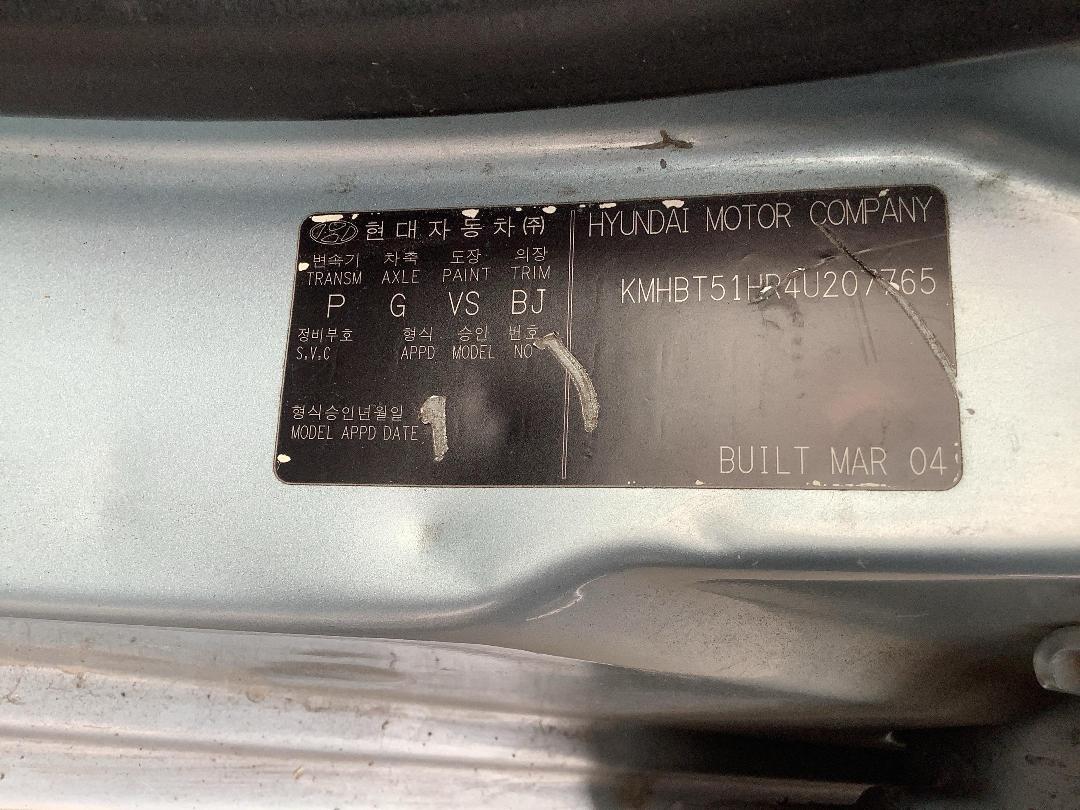 현대자동차(주)
변속기 차축 도장 의장
TRANSM AXLE PAINT TRIM
P G VS BJ
정비부호 형식 승인 번호
S.V.C APPD MODEL NO
형식승인년월일
MODEL APPD DATE
HYUNDAI MOTOR COMPANY
KMHBT51HR4U207765
BUILT MAR 04